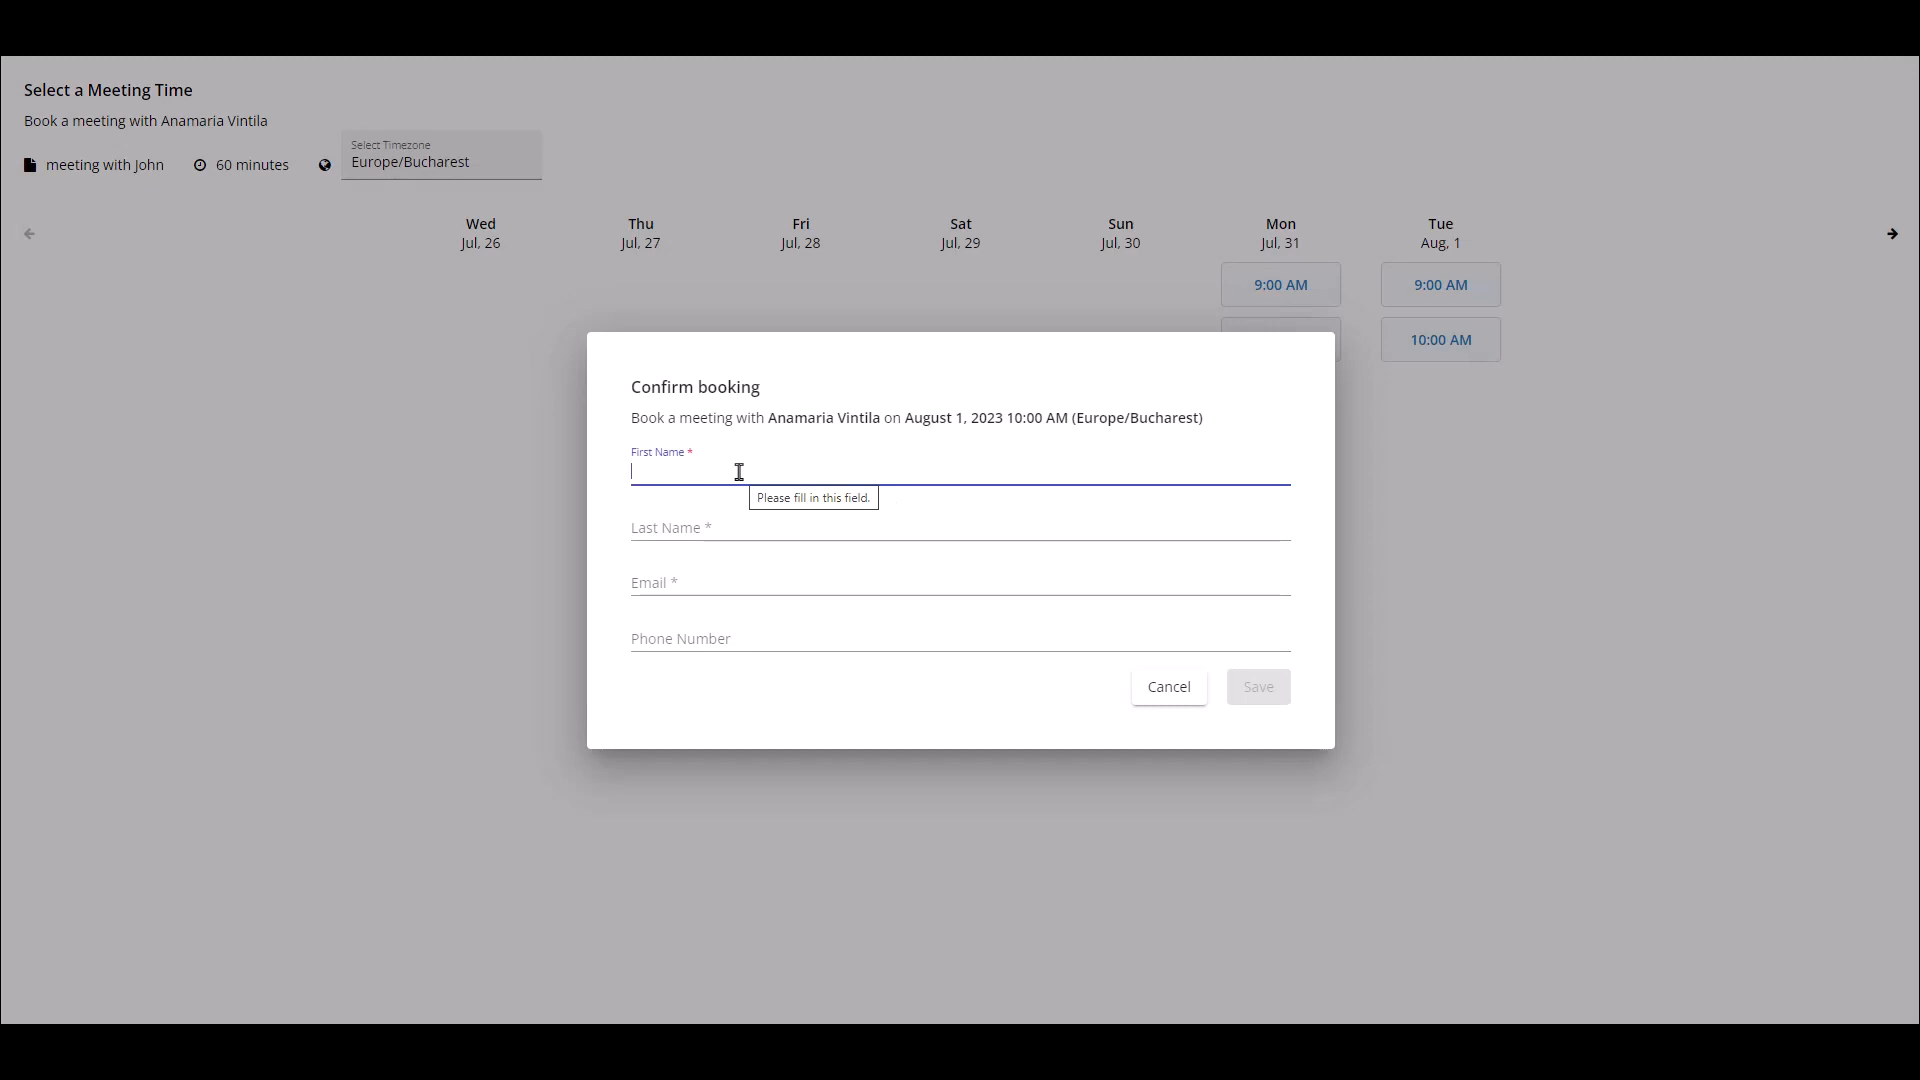 Select a Meeting Time
Book a meeting with Anamaria Vintila
meeting with John 60 minutes Select Timezone
Europe/Bucharest
Wed Thu Fri Sat Sun Mon Tue
Jul, 26 Jul, 27 Jul, 28 Jul, 29 Jul, 30 Jul, 31 Aug, 1
9:00 AM 9:00 AM
10:00 AM
Confirm booking
Book a meeting with Anamaria Vintila on August 1, 2023 10:00 AM (Europe/Bucharest)
First Name *
Please fill in this field.
Last Name *
Email *
Phone Number
Cancel Save